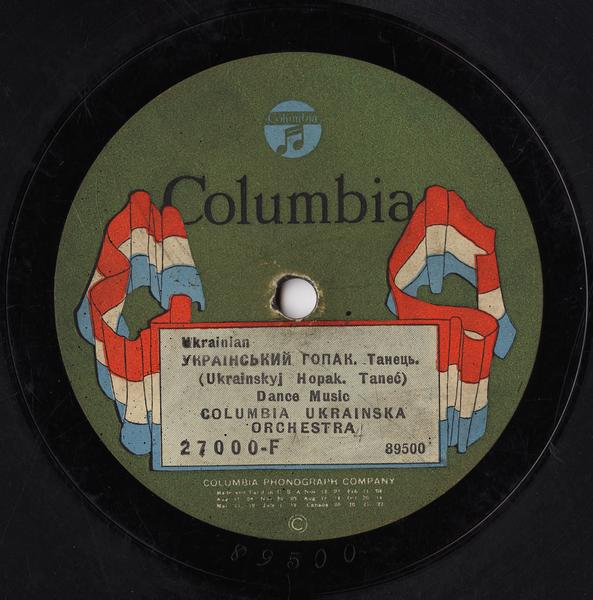 Columbia
Columbia
Ukrainian
УКРАІНСЬКИЙ ГОПАК. Танець.
(Ukrainskyj Hopak. Taneć)
Dance Music
COLUMBIA UKRAINSKA
ORCHESTRA
27000-F 89500
COLUMBIA PHONOGRAPH COMPANY
©
89500